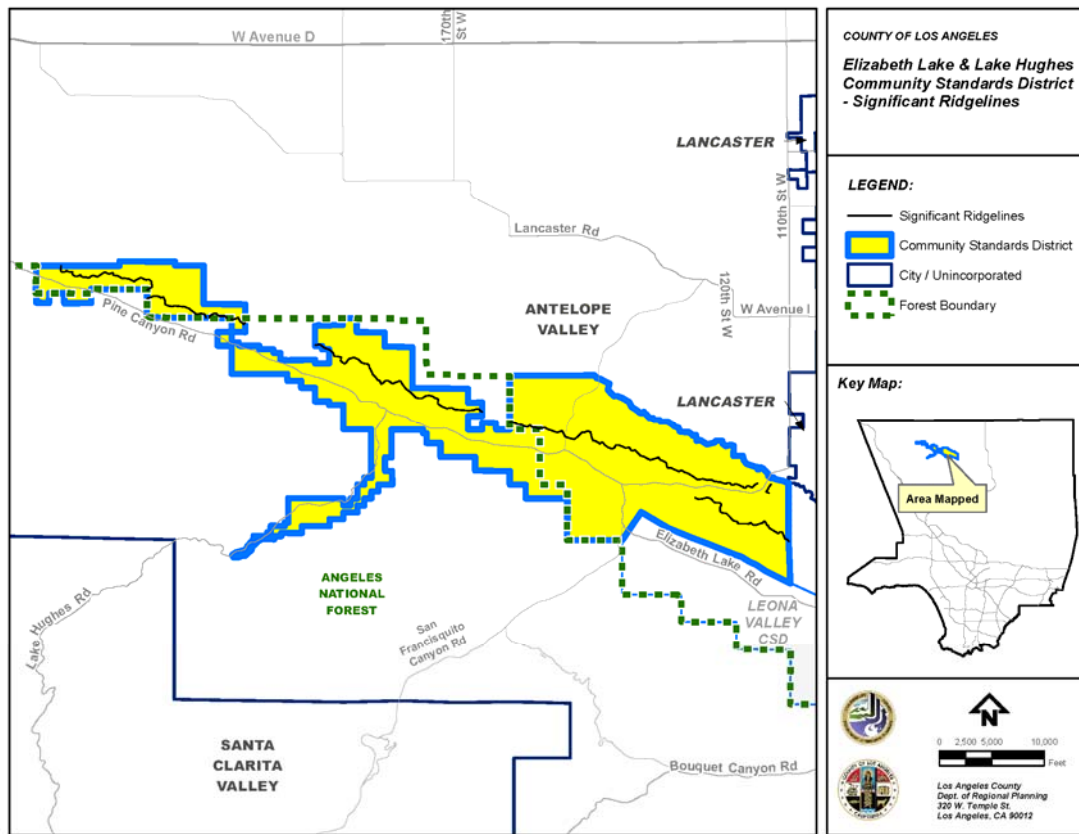 W Avenue D
170th
St W
LANCASTER
110th St W
Lancaster Rd
120th St W
W Avenue I
ANTELOPE
VALLEY
Pine Canyon Rd
LANCASTER
Elizabeth Lake Rd
ANGELES
NATIONAL
FOREST
LEONA
VALLEY
CSD
Lake Hughes Rd
San
Francisquito
Canyon Rd
SANTA
CLARITA
VALLEY
Bouquet Canyon Rd
COUNTY OF LOS ANGELES
Elizabeth Lake & Lake Hughes
Community Standards District
- Significant Ridgelines
LEGEND:
Significant Ridgelines
Community Standards District
City / Unincorporated
Forest Boundary
Key Map:
Area Mapped
N
0 2,500 5,000 10,000
Feet
Los Angeles County
Dept. of Regional Planning
320 W. Temple St.
Los Angeles, CA 90012